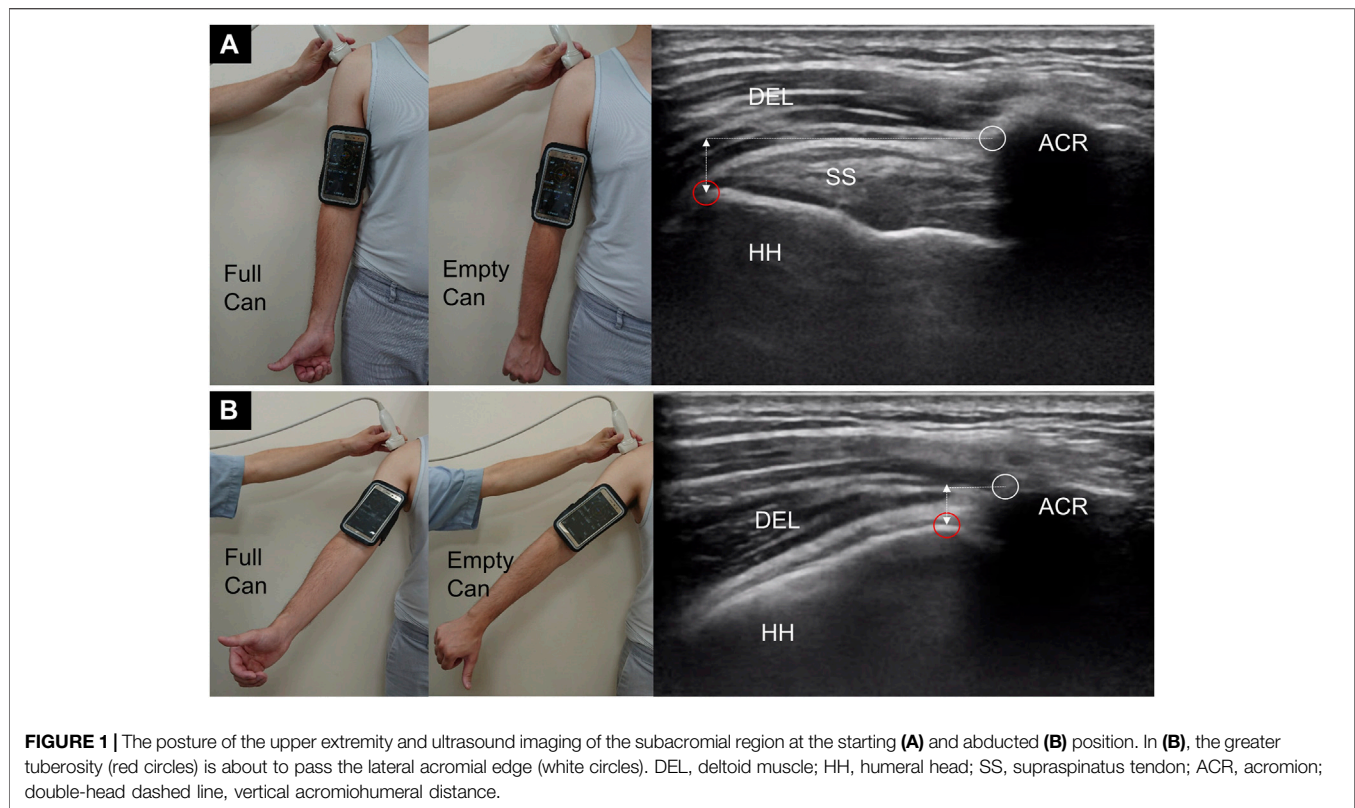 A
Full
Can
Empty
Can
DEL
ACR
SS
HH
B
Full
Can
Empty
Can
DEL
ACR
HH
FIGURE 1 | The posture of the upper extremity and ultrasound imaging of the subacromial region at the starting (A) and abducted (B) position. In (B), the greater
tuberosity (red circles) is about to pass the lateral acromial edge (white circles). DEL, deltoid muscle; HH, humeral head; SS, supraspinatus tendon; ACR, acromion;
double-head dashed line, vertical acromiohumeral distance.